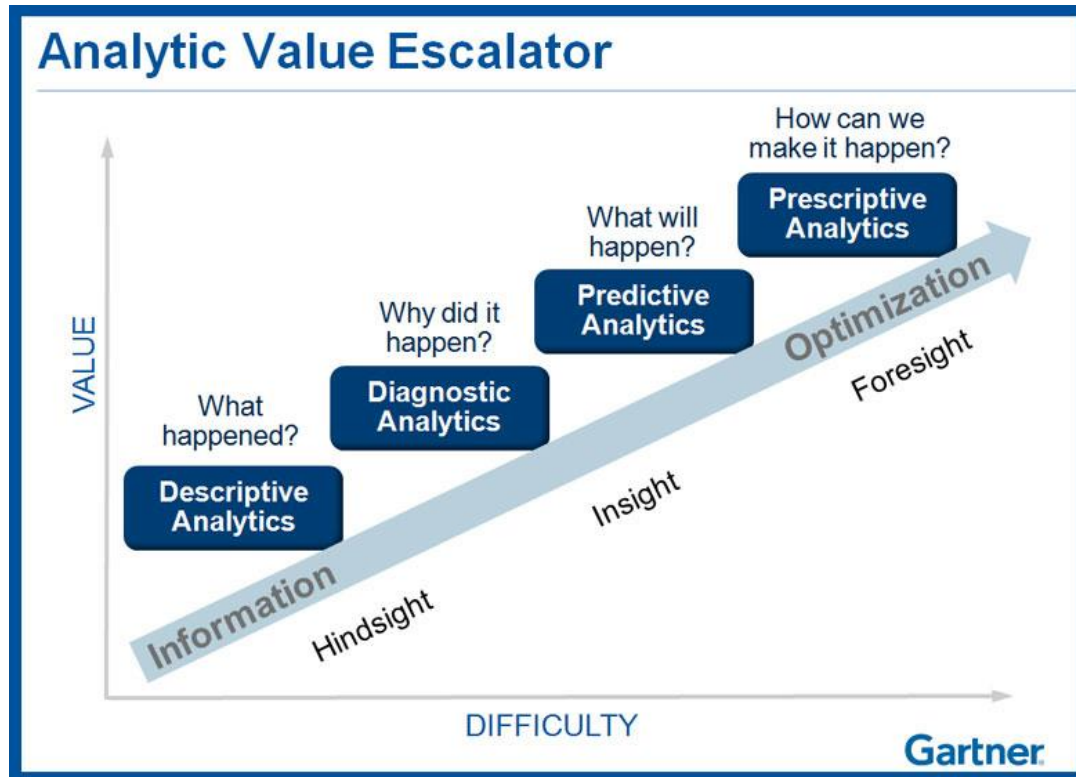 Analytic Value Escalator
How can we
make it happen?
Prescriptive
Analytics
What will
happen?
Predictive
Analytics
Why did it
happen?
Diagnostic
Analytics
What
happened?
Descriptive
Analytics
VALUE
Information
Optimization
Hindsight
Insight
Foresight
DIFFICULTY
Gartner